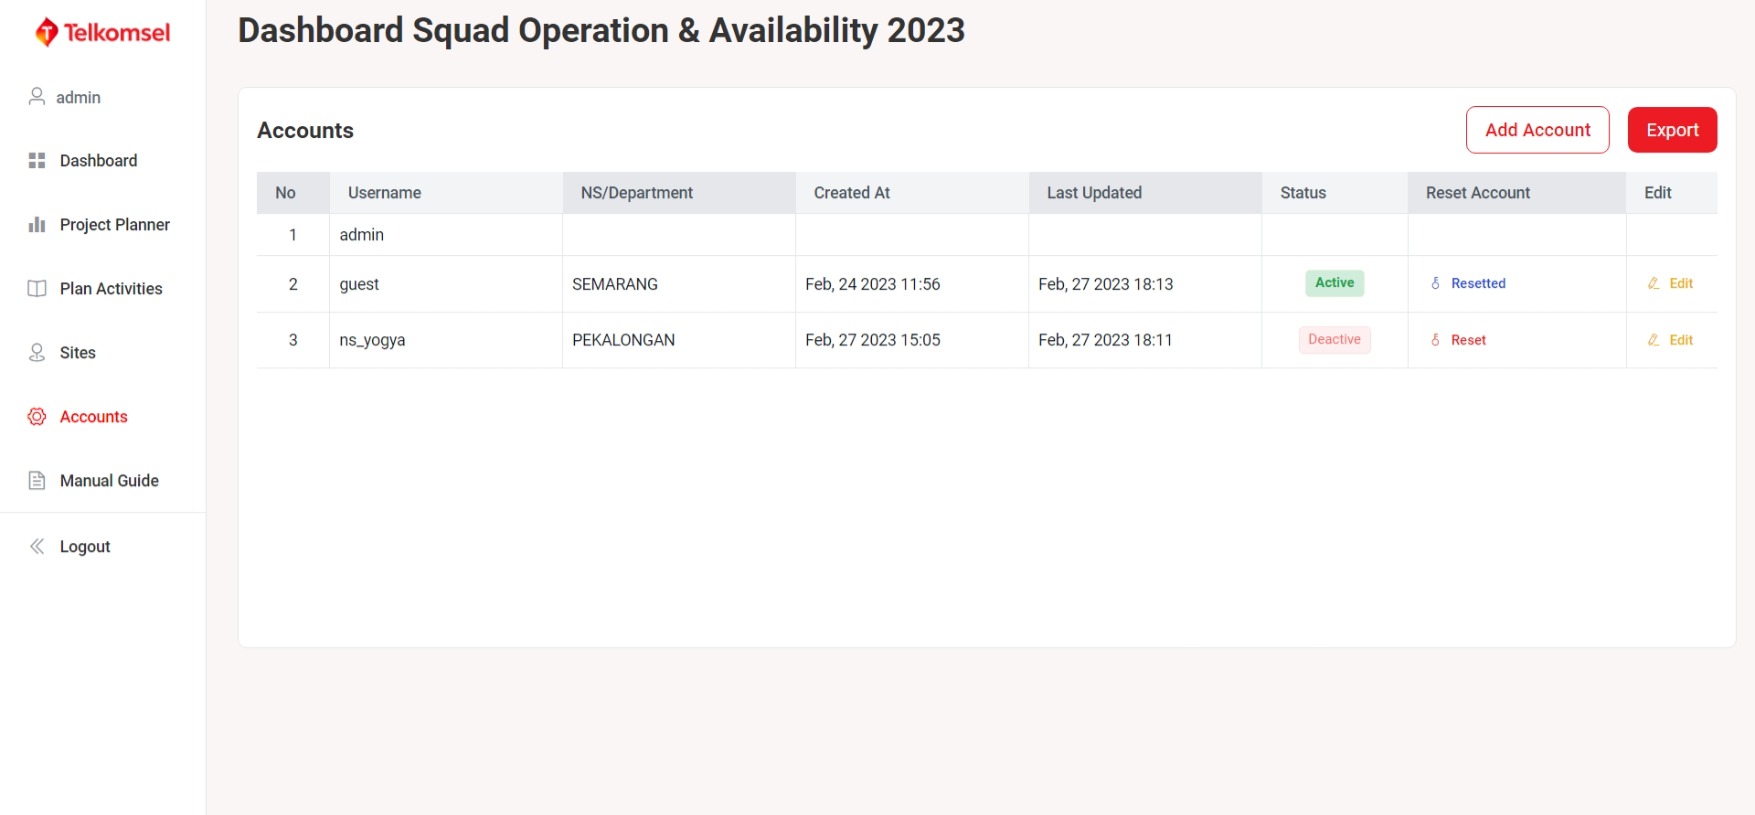 Telkomsel
admin
Dashboard
Project Planner
Plan Activities
Sites
Accounts
Manual Guide
Logout
Dashboard Squad Operation & Availability 2023
Accounts
Add Account
Export
No Username NS/Department Created At Last Updated Status Reset Account Edit
1 admin
2 guest SEMARANG Feb, 24 2023 11:56 Feb, 27 2023 18:13 Active Resetted Edit
3 ns_yogya PEKALONGAN Feb, 27 2023 15:05 Feb, 27 2023 18:11 Deactive Reset Edit